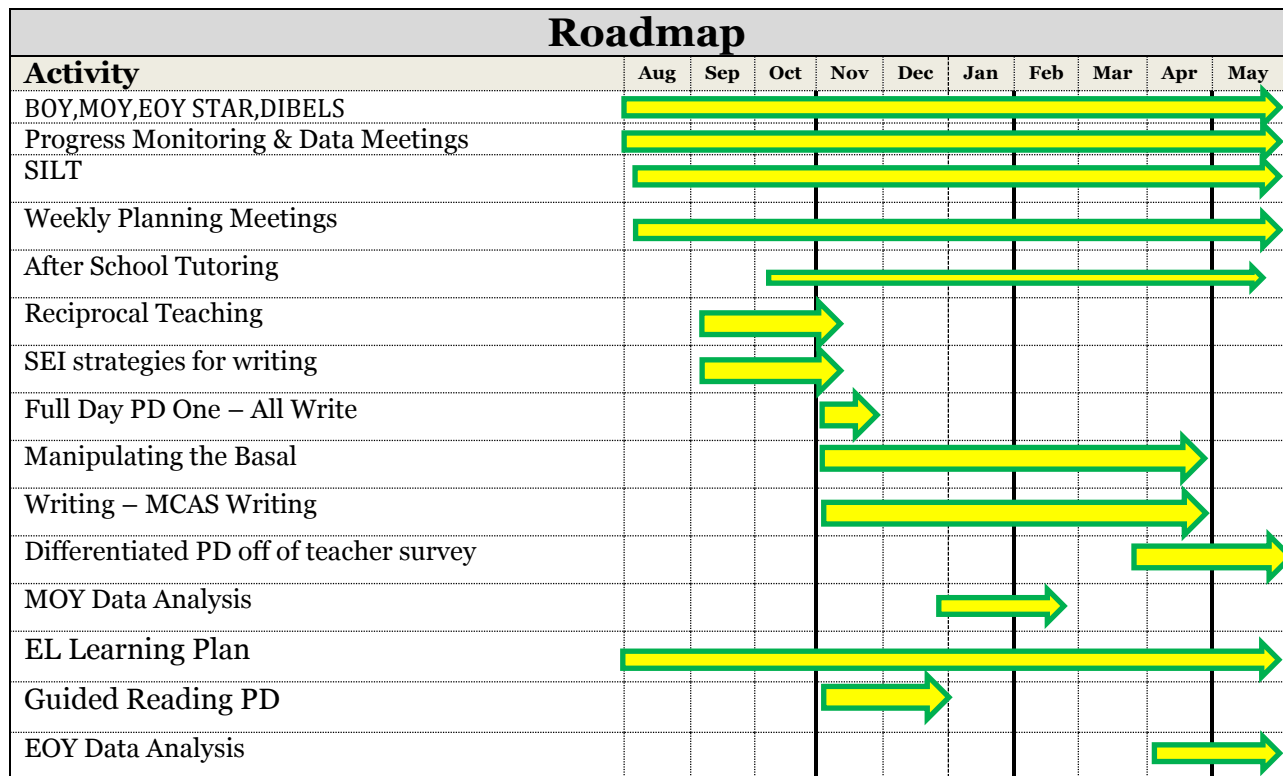 Roadmap
Activity Aug Sep Oct Nov Dec Jan Feb Mar Apr May
BOY,MOY,EOY STAR,DIBELS
Progress Monitoring & Data Meetings
SILT
Weekly Planning Meetings
After School Tutoring
Reciprocal Teaching
SEI strategies for writing
Full Day PD One – All Write
Manipulating the Basal
Writing – MCAS Writing
Differentiated PD off of teacher survey
MOY Data Analysis
EL Learning Plan
Guided Reading PD
EOY Data Analysis